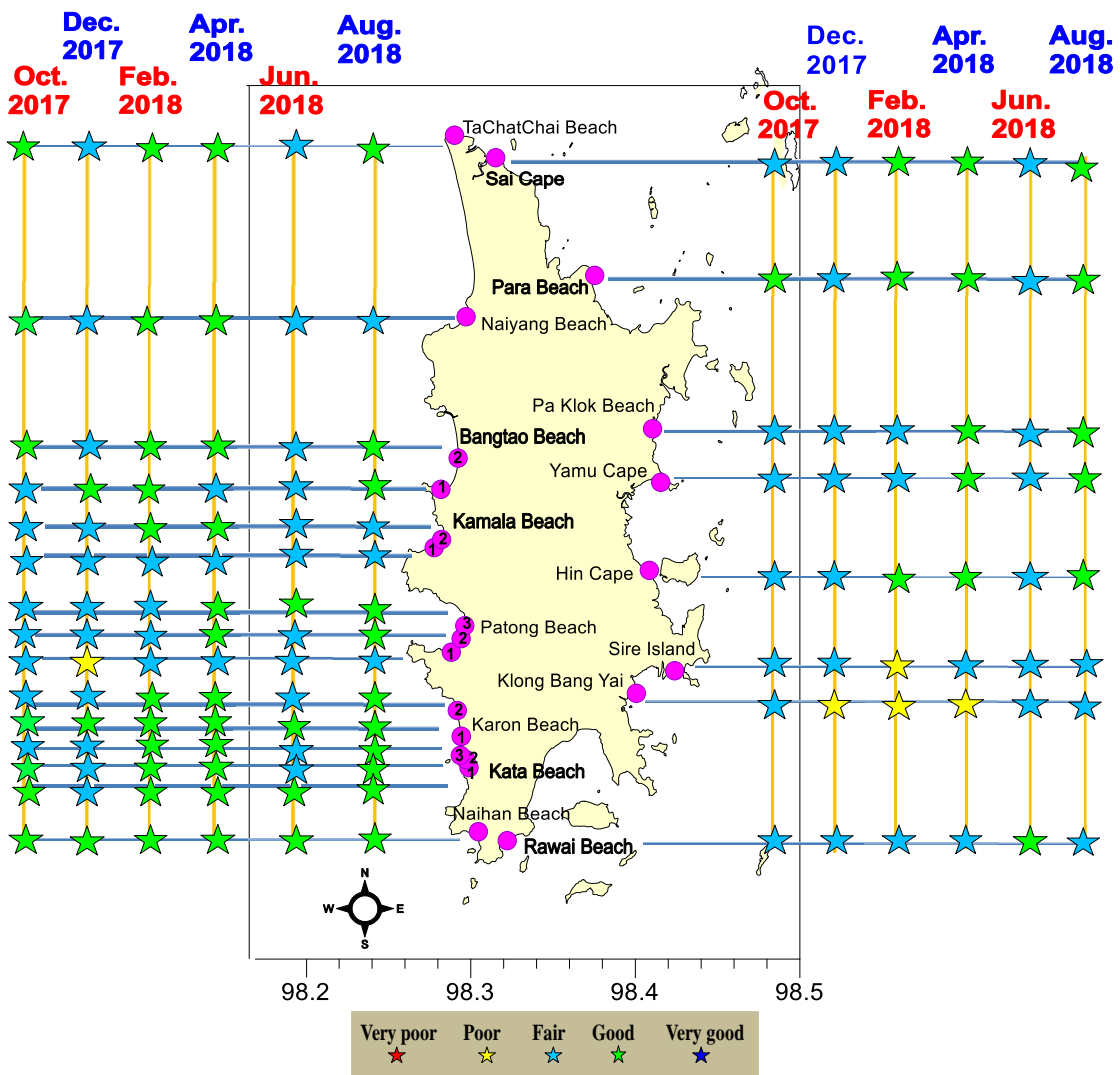 Dec.
2017
Apr.
2018
Aug.
2018
Oct.
2017
Feb.
2018
Jun.
2018
Dec.
2017
Apr.
2018
Aug.
2018
Oct.
2017
Feb.
2018
Jun.
2018
TaChatChai Beach
Sai Cape
Para Beach
Naiyang Beach
Pa Klok Beach
Bangtao Beach
2
Yamu Cape
1
Kamala Beach
2
1
Hin Cape
3
Patong Beach
2
1
Sire Island
Klong Bang Yai
2
Karon Beach
1
3
2
1
Kata Beach
Naihan Beach
Rawai Beach
N
W E
S
98.2 98.3 98.4 98.5
Very poor Poor Fair Good Very good